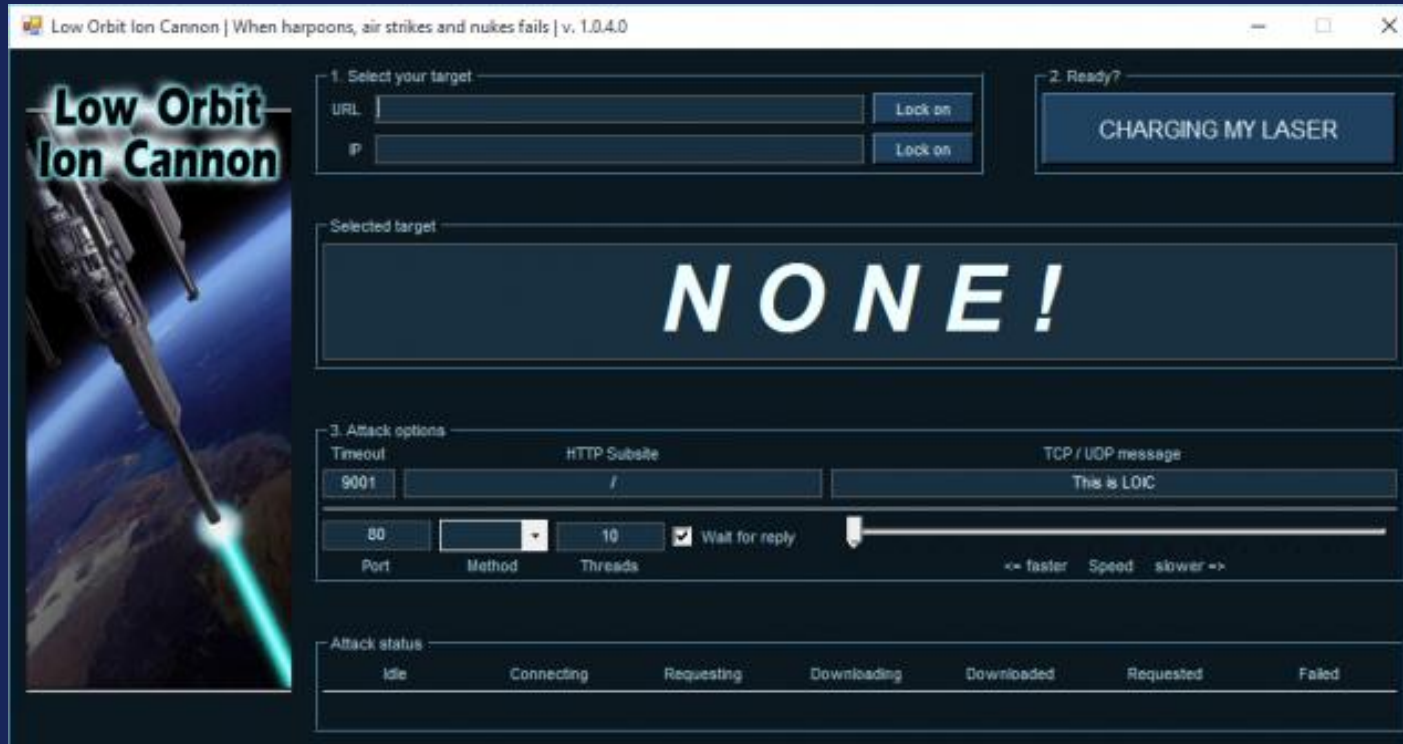 Low Orbit Ion Cannon | When harpoons, air strikes and nukes fails | v. 1.0.4.0
Low Orbit
Ion Cannon
1. Select your target
URL
Lock on
IP
Lock on
2. Ready?
CHARGING MY LASER
Selected target
NONE!
3. Attack options
Timeout HTTP Subsite TCP / UDP message
9001 / This is LOIC
80 10 Wait for reply
Port Method Threads <= faster Speed slower =>
Attack status
Idle Connecting Requesting Downloading Downloaded Requested Failed